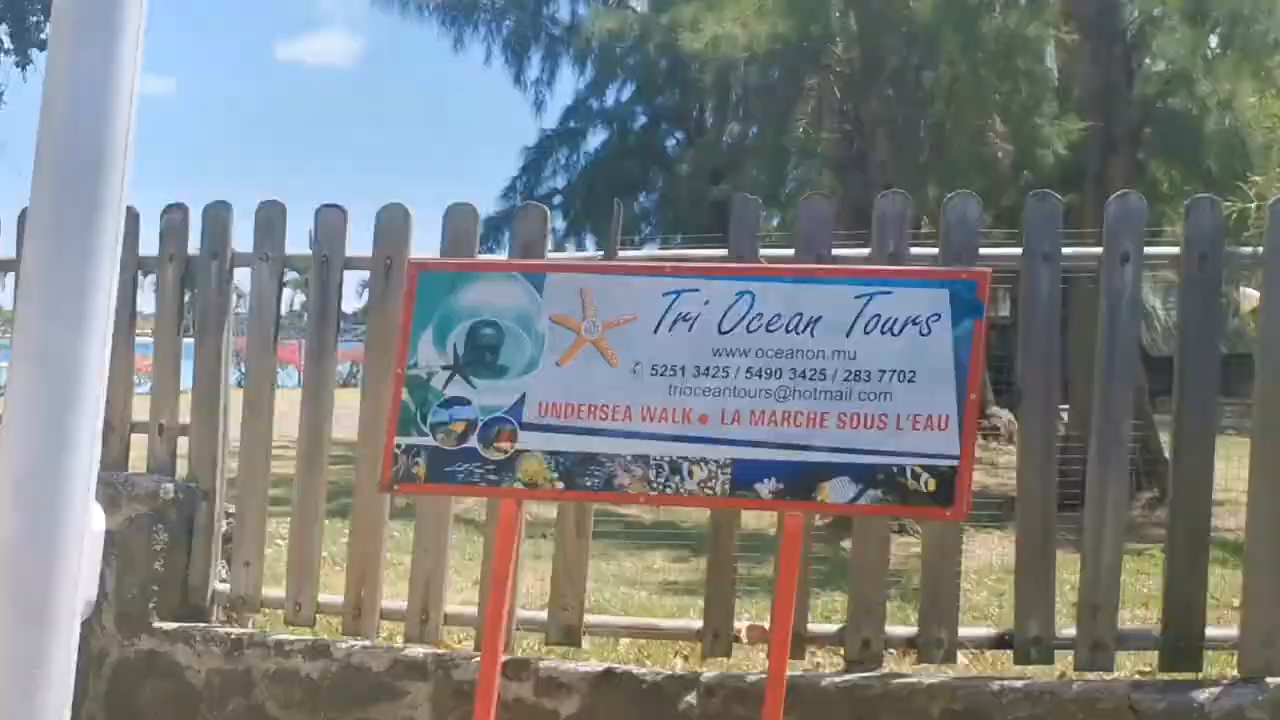 Tri Ocean Tours
www.oceanon.mu
✆ 5251 3425 / 5490 3425 / 283 7702
trioceantours@hotmail.com
UNDERSEA WALK ● LA MARCHE SOUS L'EAU